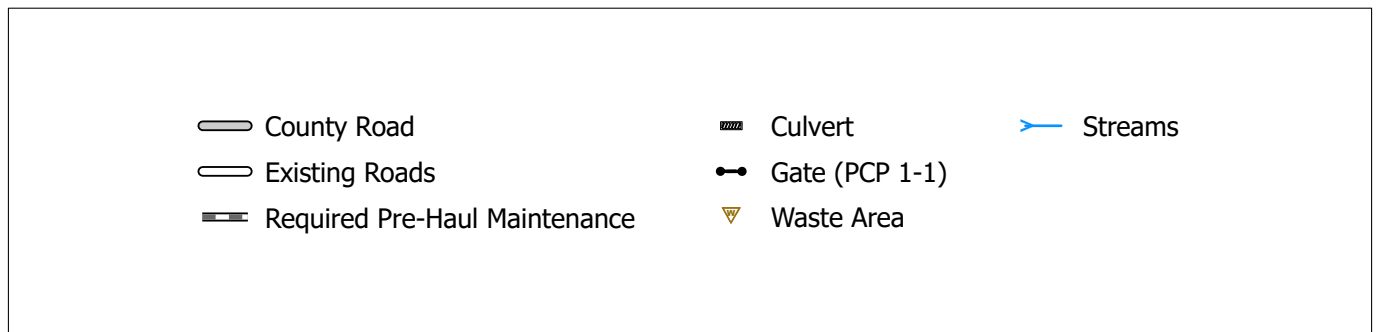 County Road
Existing Roads
Required Pre-Haul Maintenance
Culvert
Gate (PCP 1-1)
W
Waste Area
Streams